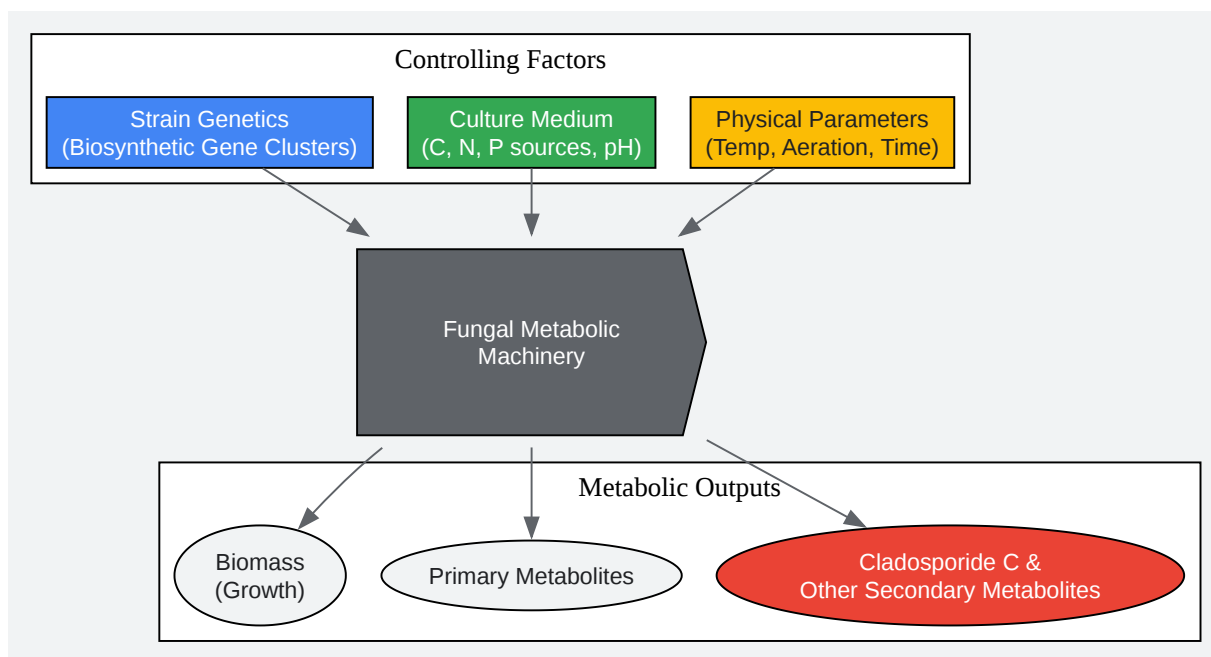 Controlling Factors
Strain Genetics
(Biosynthetic Gene Clusters)
Culture Medium
(C, N, P sources, pH)
Physical Parameters
(Temp, Aeration, Time)
Fungal Metabolic
Machinery
Metabolic Outputs
Biomass
(Growth)
Primary Metabolites
Cladosporide C &
Other Secondary Metabolites